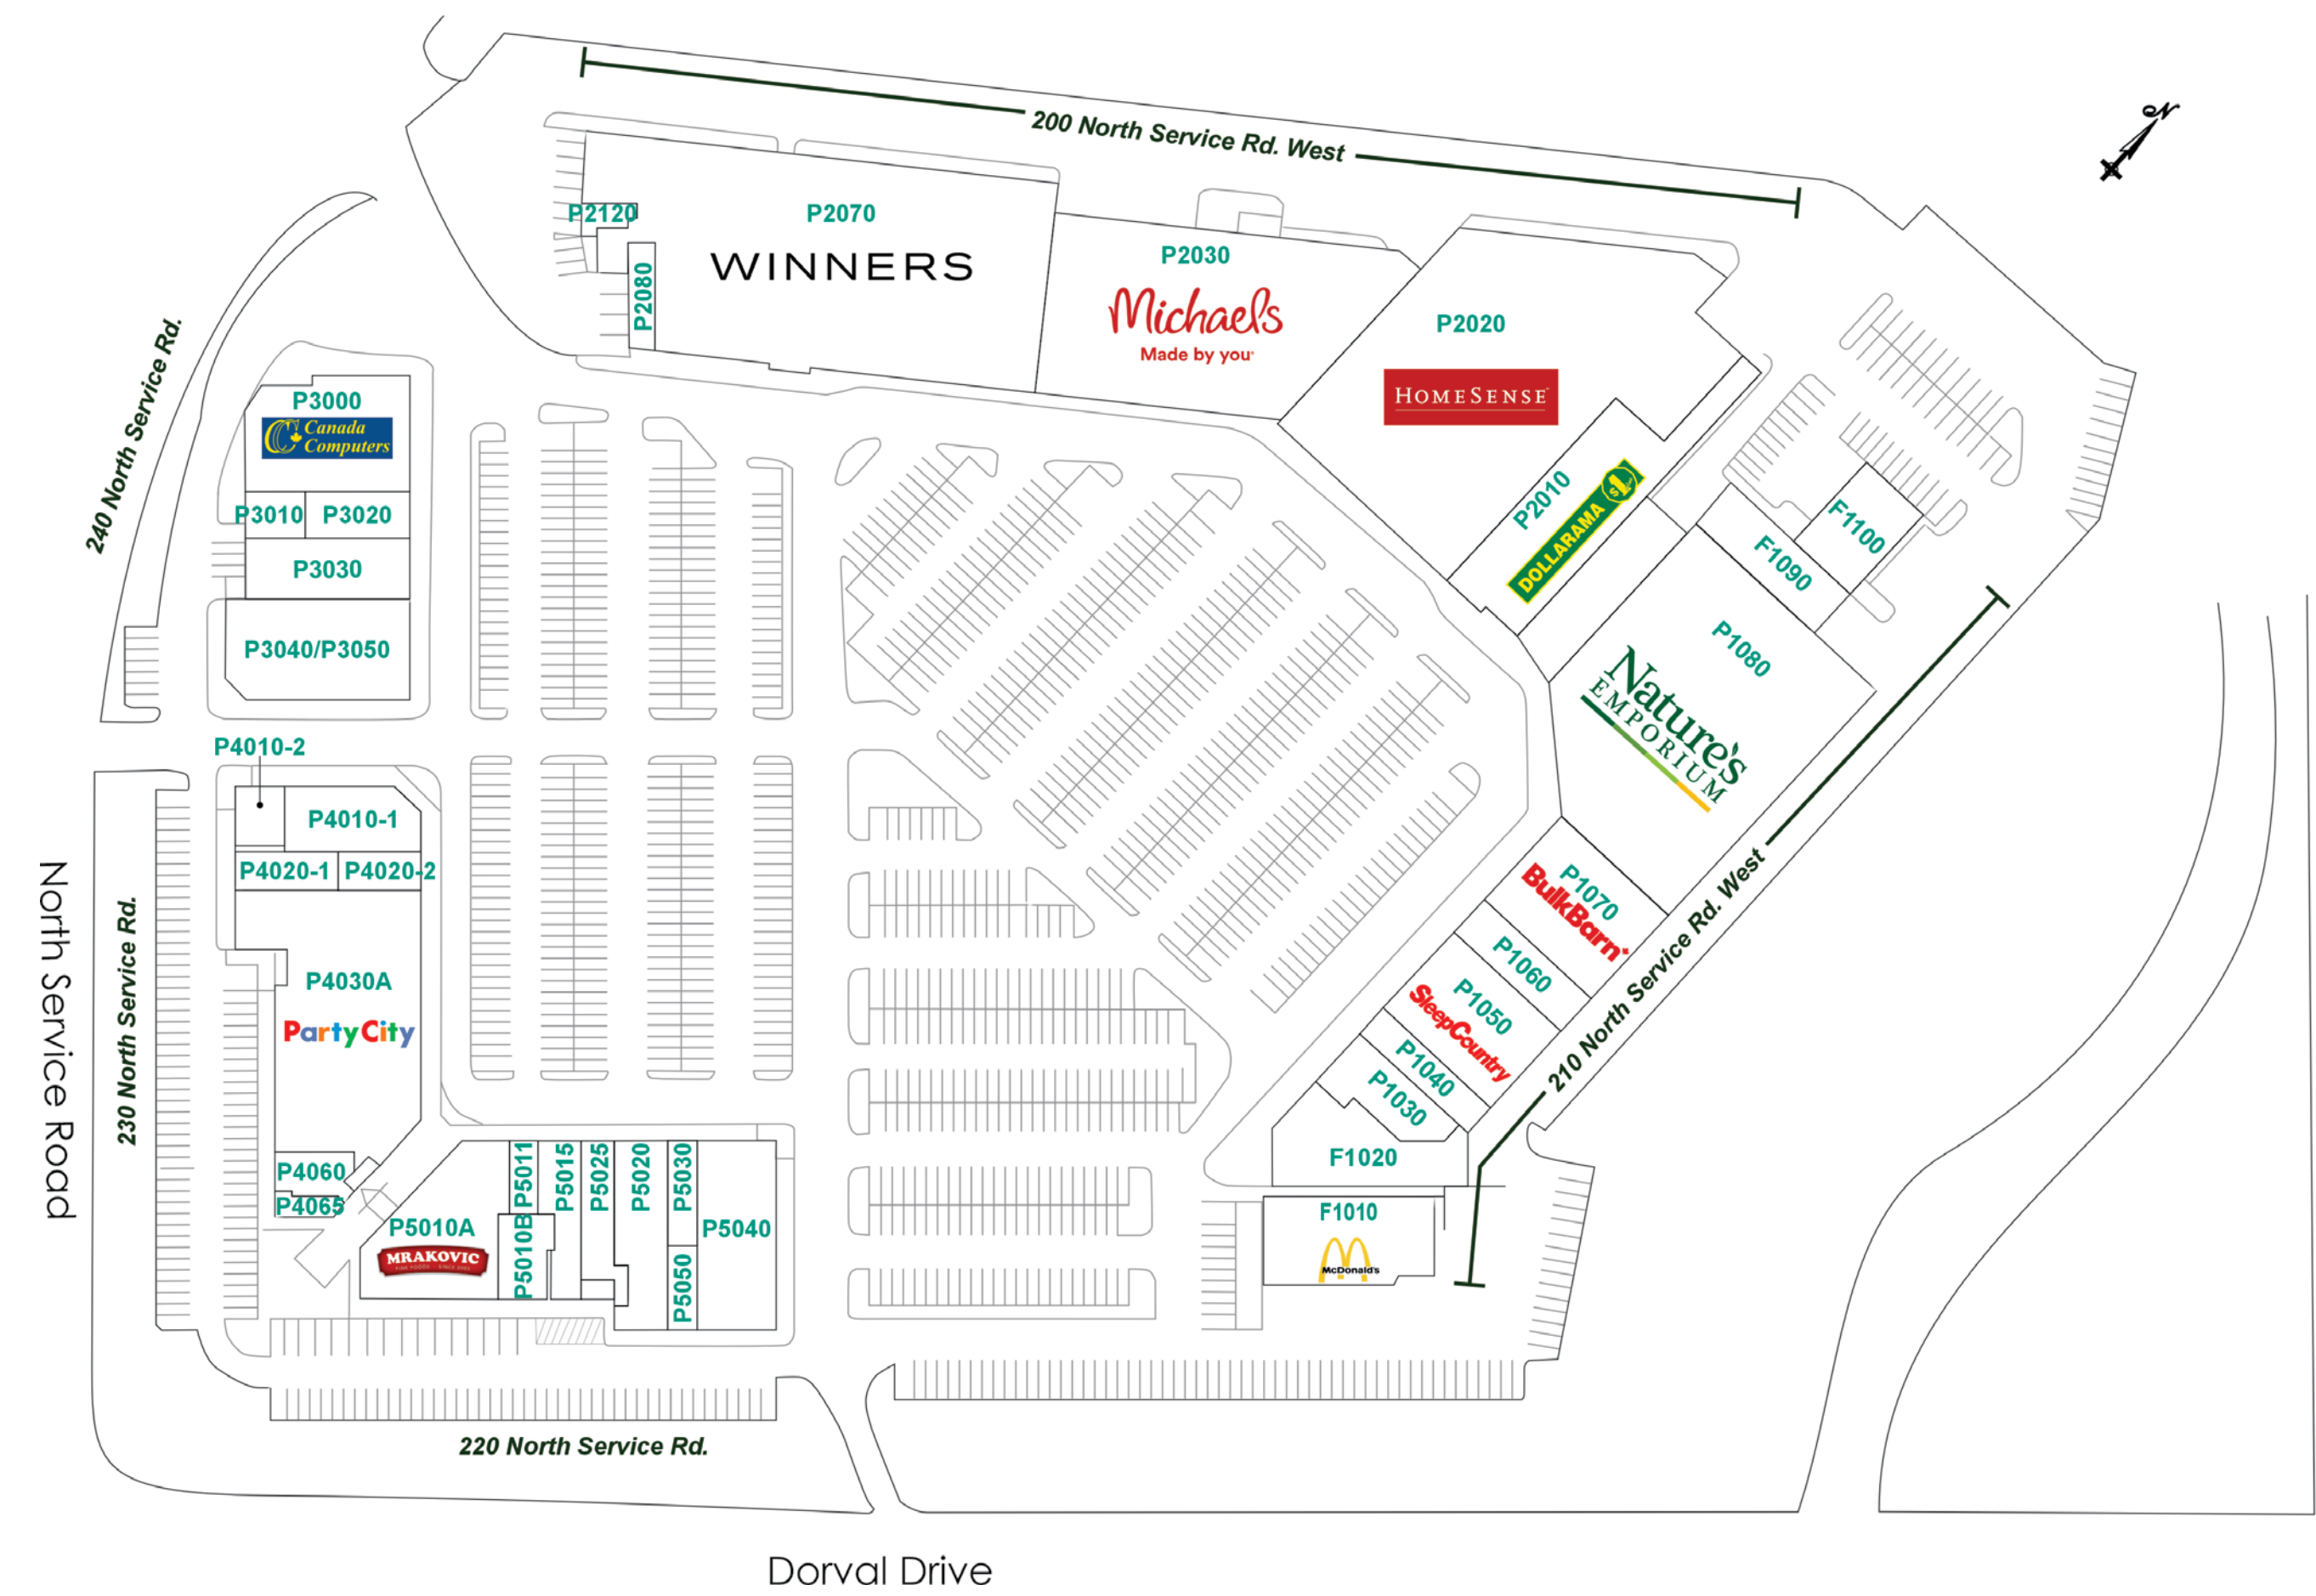 200 North Service Rd. West
N
P2120
P2070
WINNERS
P2080
P2030
Michaels
Made by you
P2020
HOMESENSE
P2010
DOLLARAMA $1
F1100
F1090
P1080
Nature's
EMPORIUM
240 North Service Rd.
P3000
Canada
Computers
P3010
P3020
P3030
P3040/P3050
P4010-2
P4010-1
P4020-1
P4020-2
P4030A
Party City
P4060
P4065
230 North Service Rd.
North Service Road
P5010A
MRAKOVIC
P5011
P5010B
P5015
P5025
P5020
P5030
P5050
P5040
P1070
BulkBarn
P1060
P1050
SleepCountry
P1040
P1030
F1020
F1010
McDonald's
210 North Service Rd. West
220 North Service Rd.
Dorval Drive